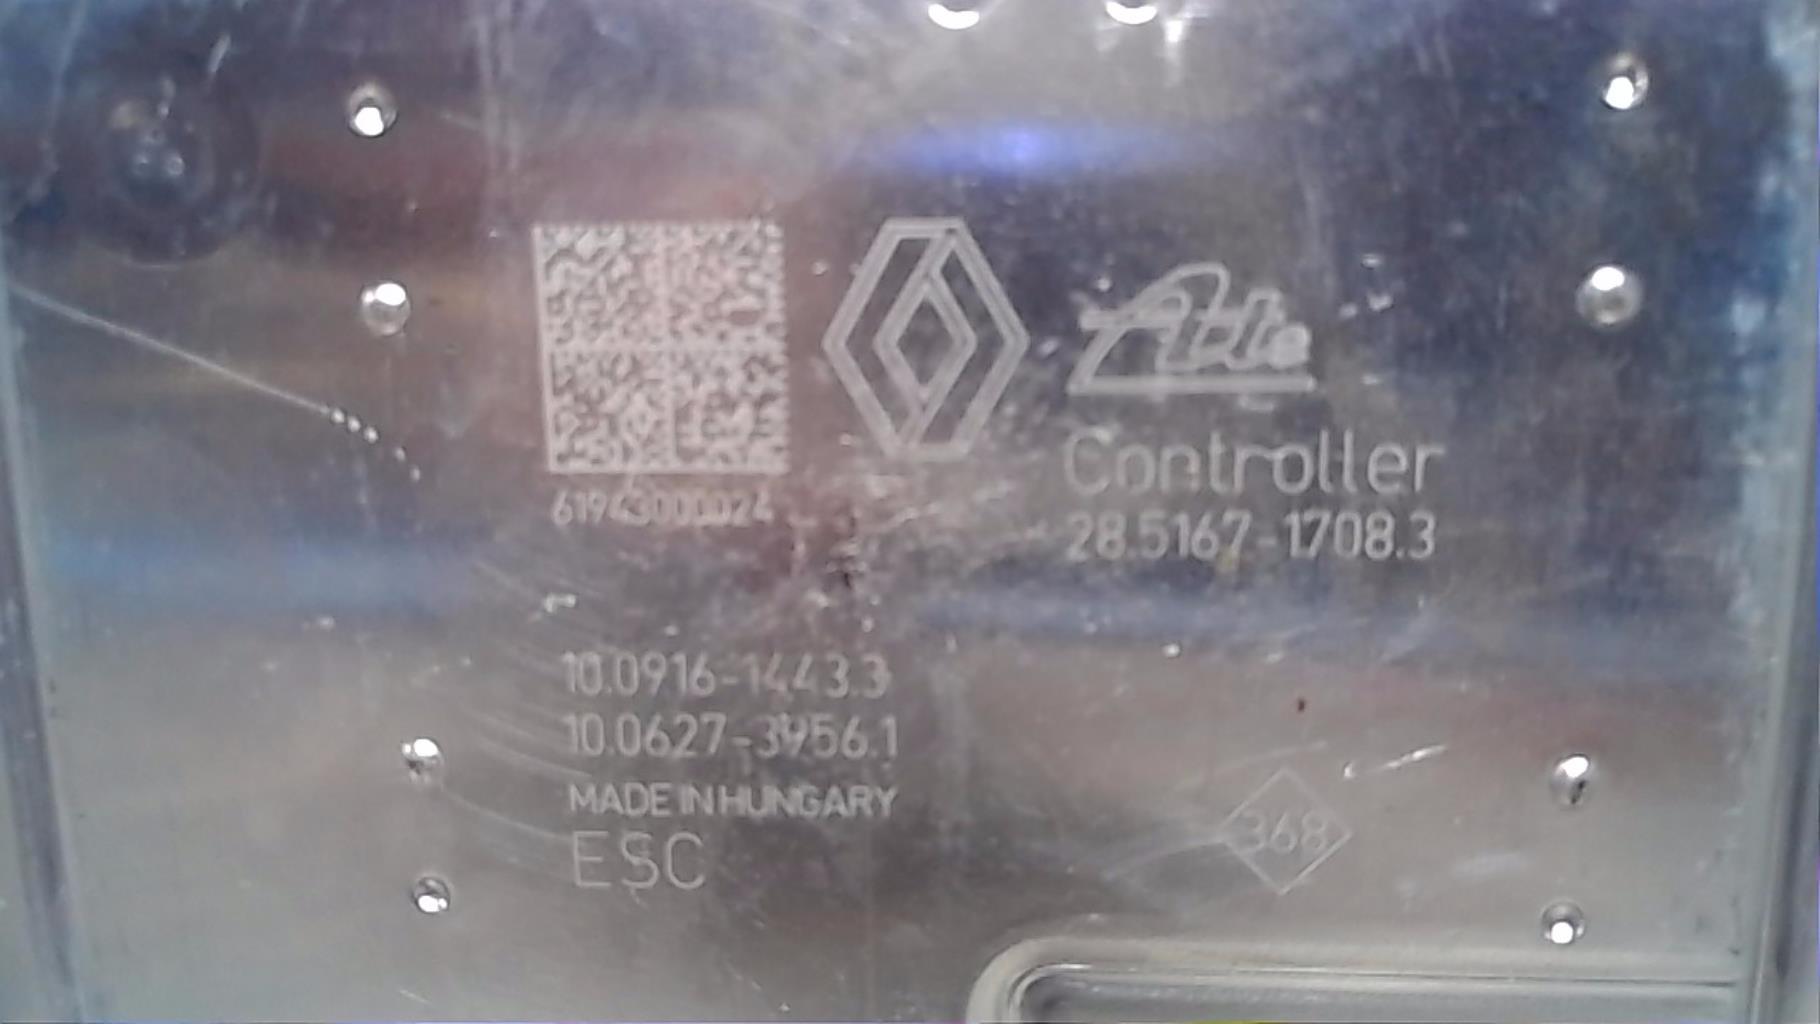 Ate
Controller
28.5167-1708.3
61943000024
10.0916-1443.3
10.0627-3956.1
MADE IN HUNGARY
ESC
368